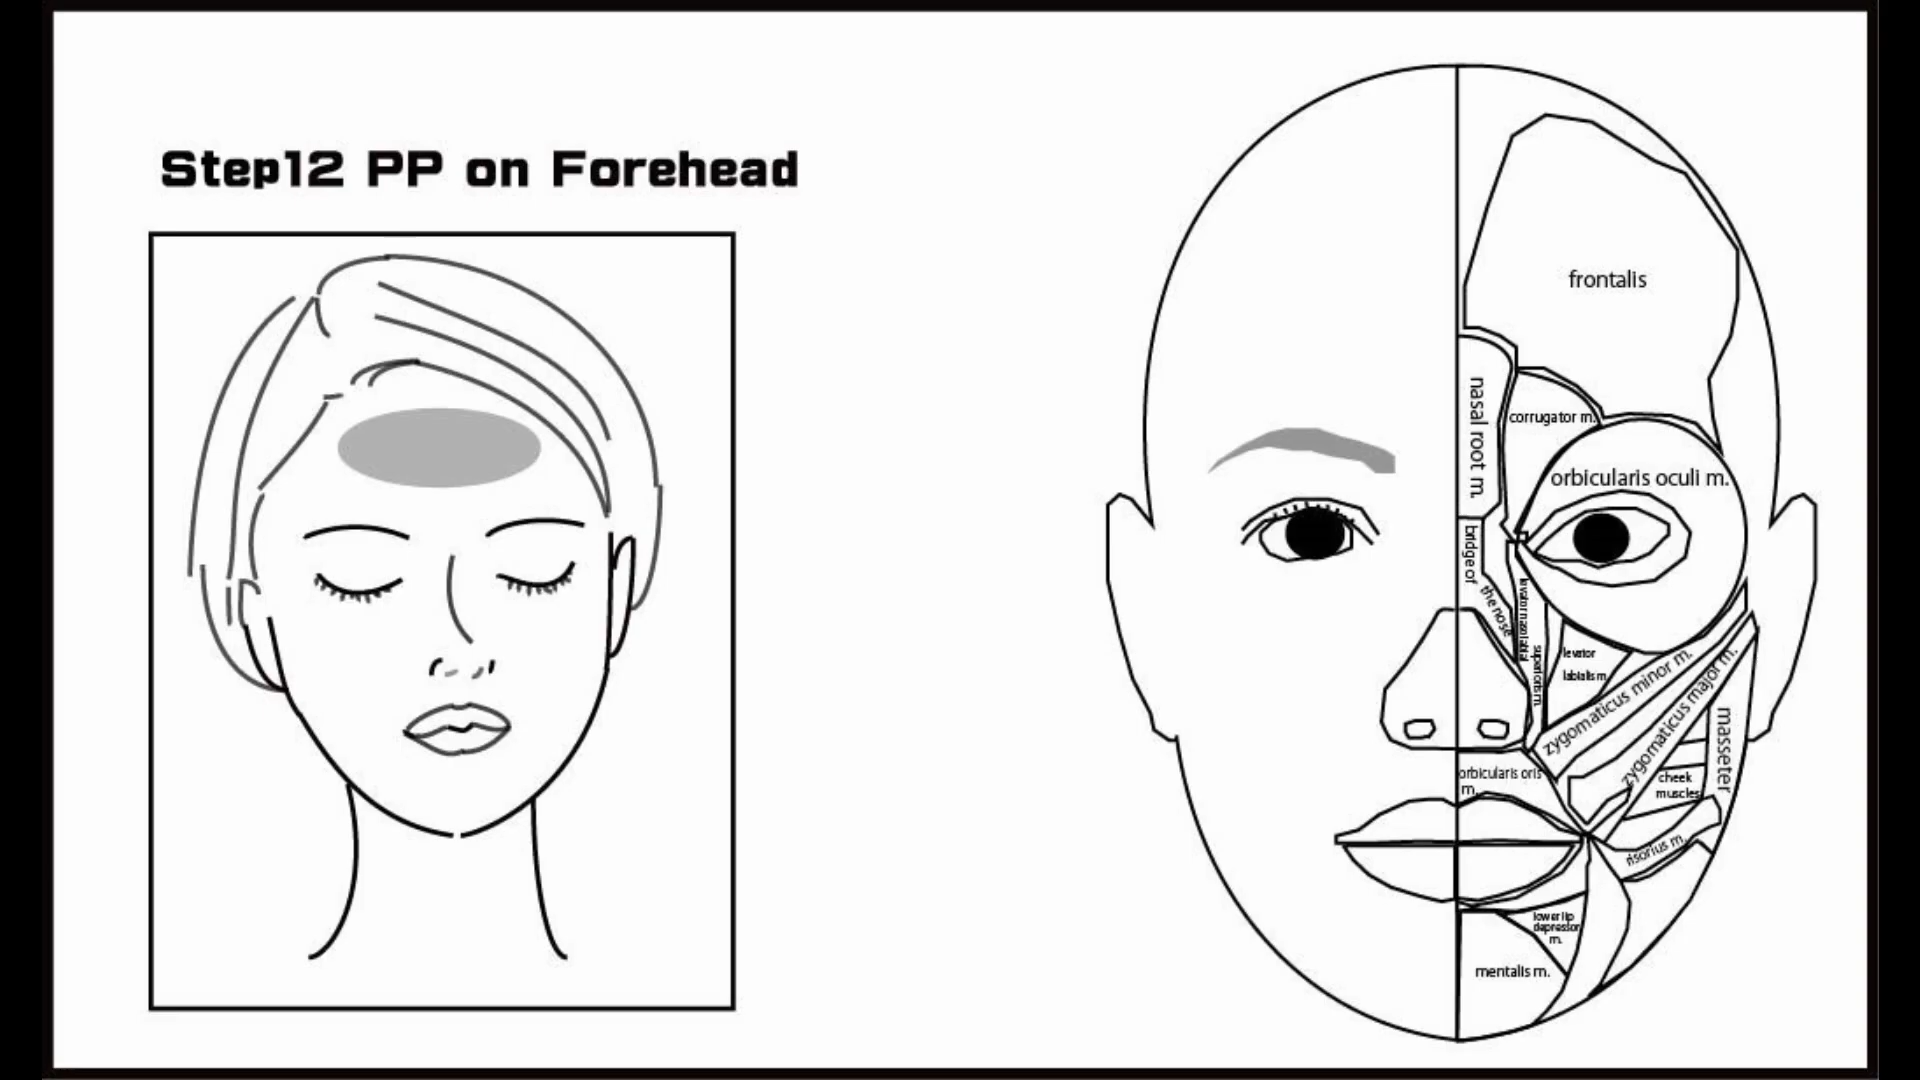 Step12 PP on Forehead
frontalis
nasal root m.
corrugator m.
orbicularis oculi m.
bridge of
the nose
superioris m.
levator
labialis m
zygomaticus minor m.
zygomaticus major m.
masseter
cheek
muscles
orbicularis oris
m.
risorius m.
lower lip
depressor
m.
mentalis m.